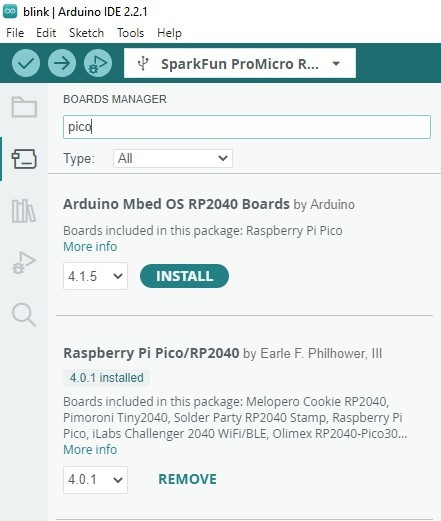 blink | Arduino IDE 2.2.1
File Edit Sketch Tools Help
SparkFun ProMicro R...
BOARDS MANAGER
pico
Type: All
Arduino Mbed OS RP2040 Boards by Arduino
Boards included in this package: Raspberry Pi Pico
More info
4.1.5 INSTALL
Raspberry Pi Pico/RP2040 by Earle F. Philhower, III
4.0.1 installed
Boards included in this package: Melopero Cookie RP2040,
Pimoroni Tiny2040, Solder Party RP2040 Stamp, Raspberry Pi
Pico, iLabs Challenger 2040 WiFi/BLE, Olimex RP2040-Pico30...
More info
4.0.1 REMOVE